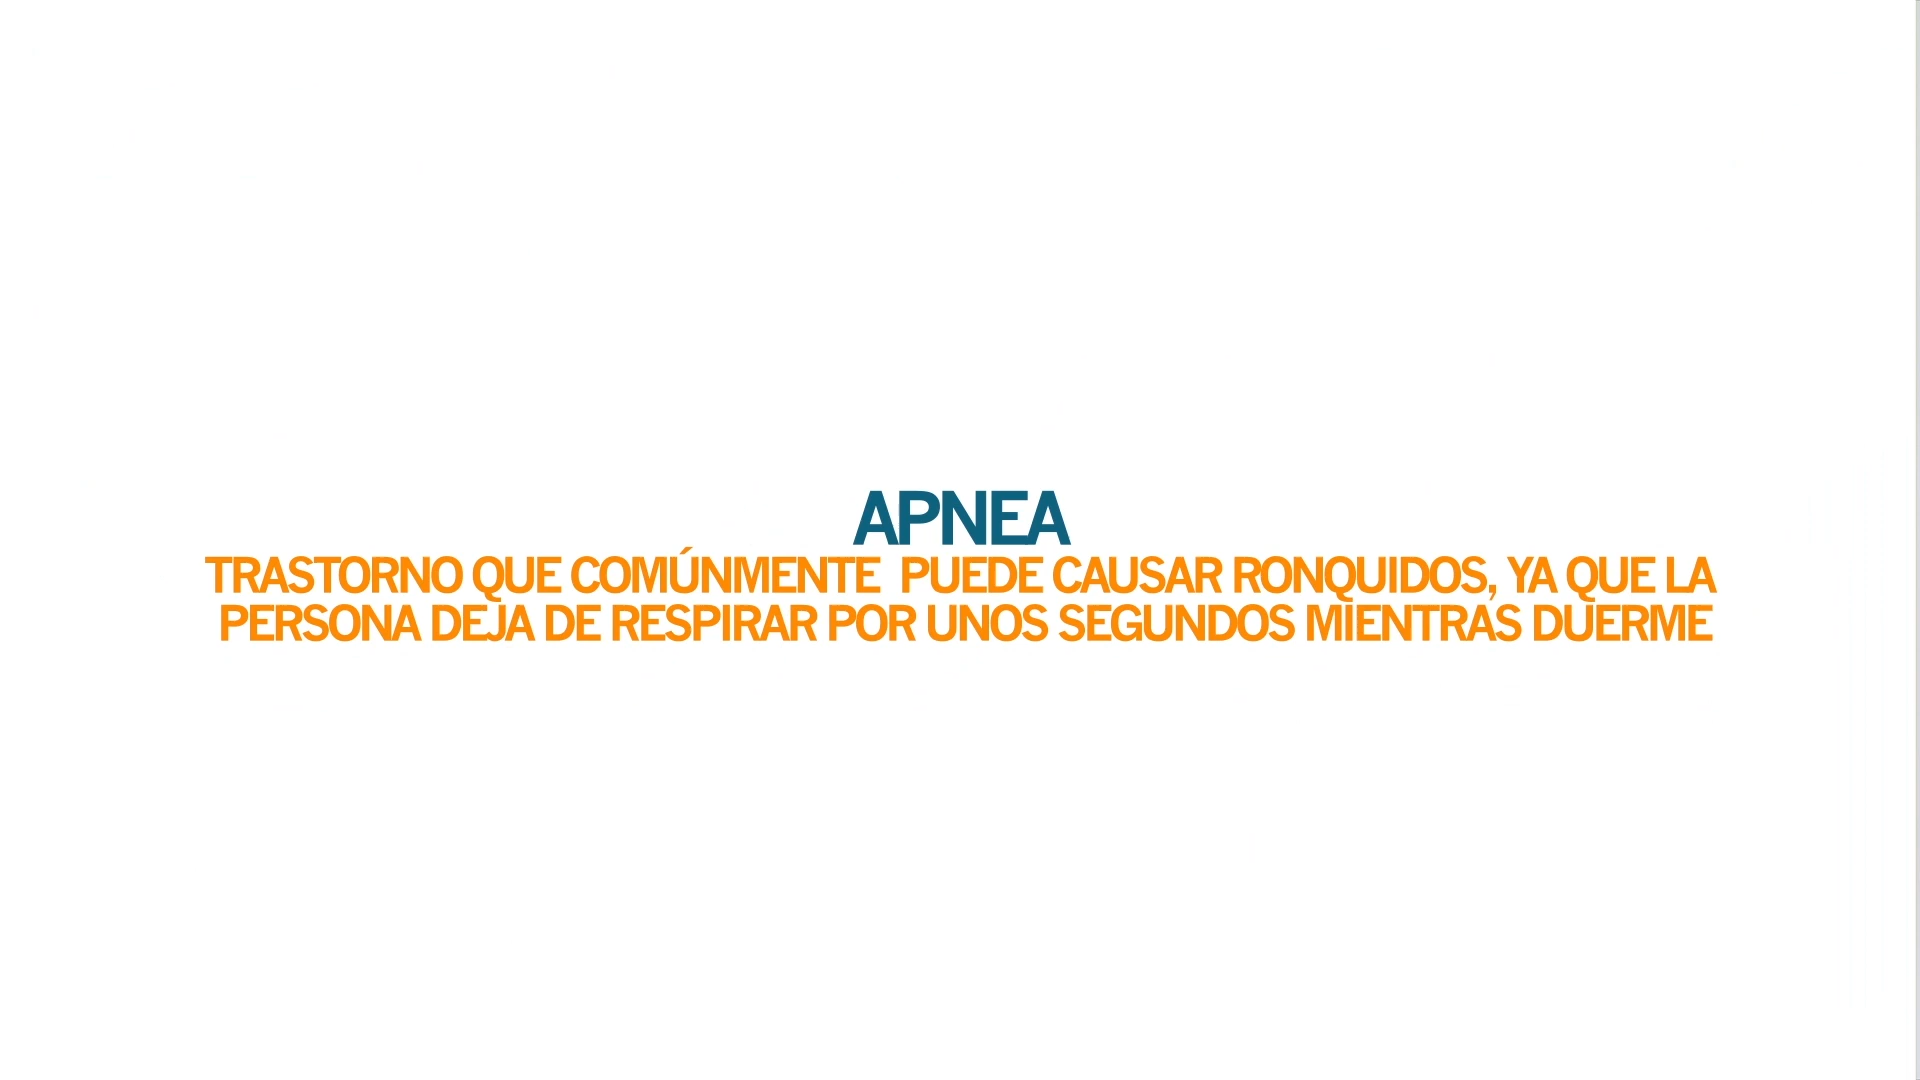 APNEA
TRASTORNO QUE COMÚNMENTE  PUEDE CAUSAR RONQUIDOS, YA QUE LA
PERSONA DEJA DE RESPIRAR POR UNOS SEGUNDOS MIENTRAS DUERME